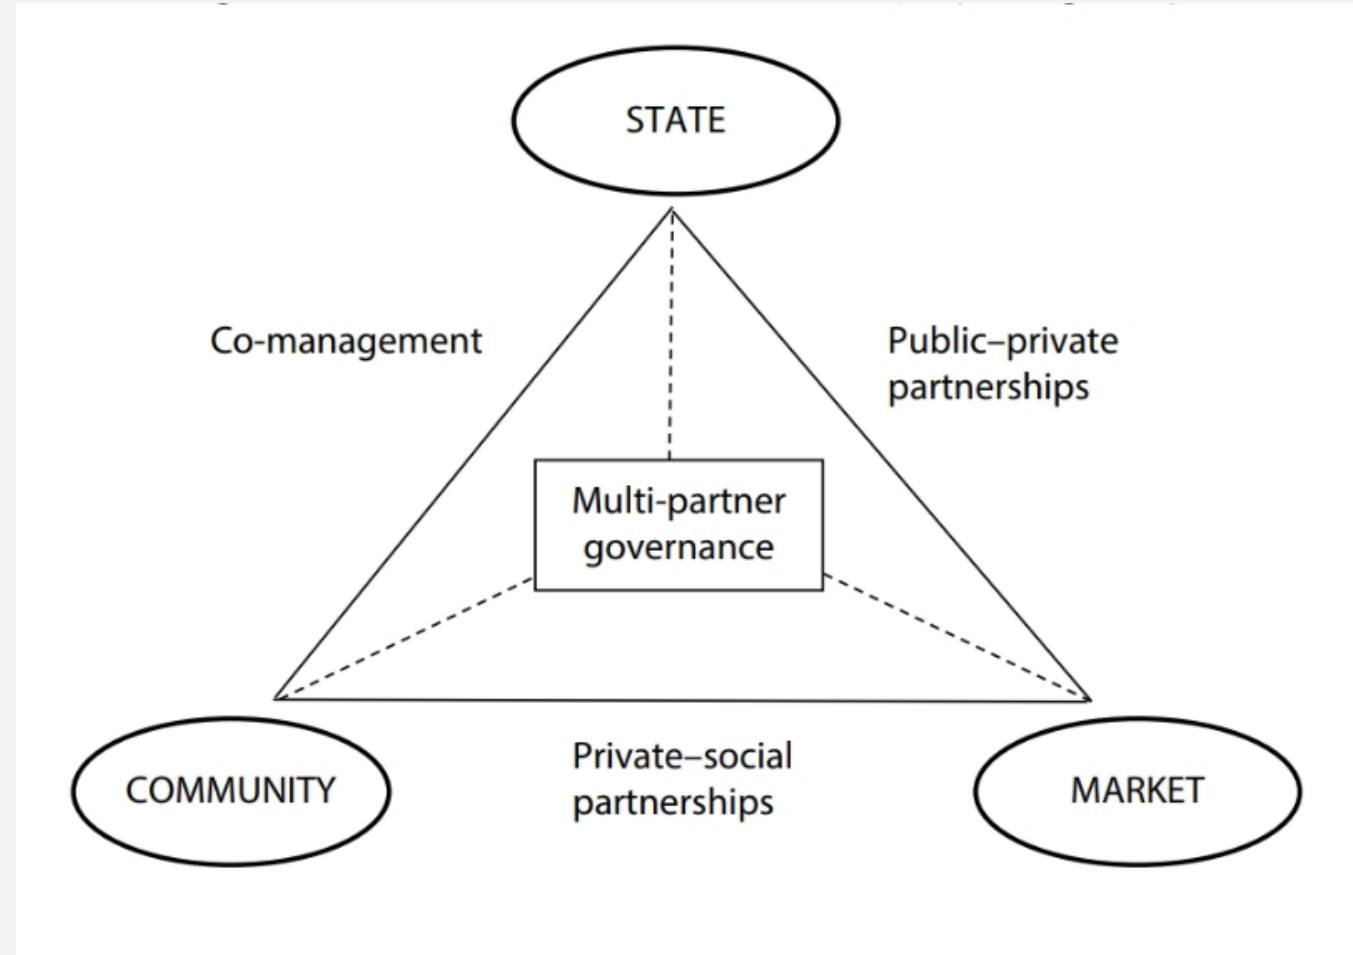 STATE
Co-management
Public–private
partnerships
Multi-partner
governance
Private–social
partnerships
COMMUNITY
MARKET